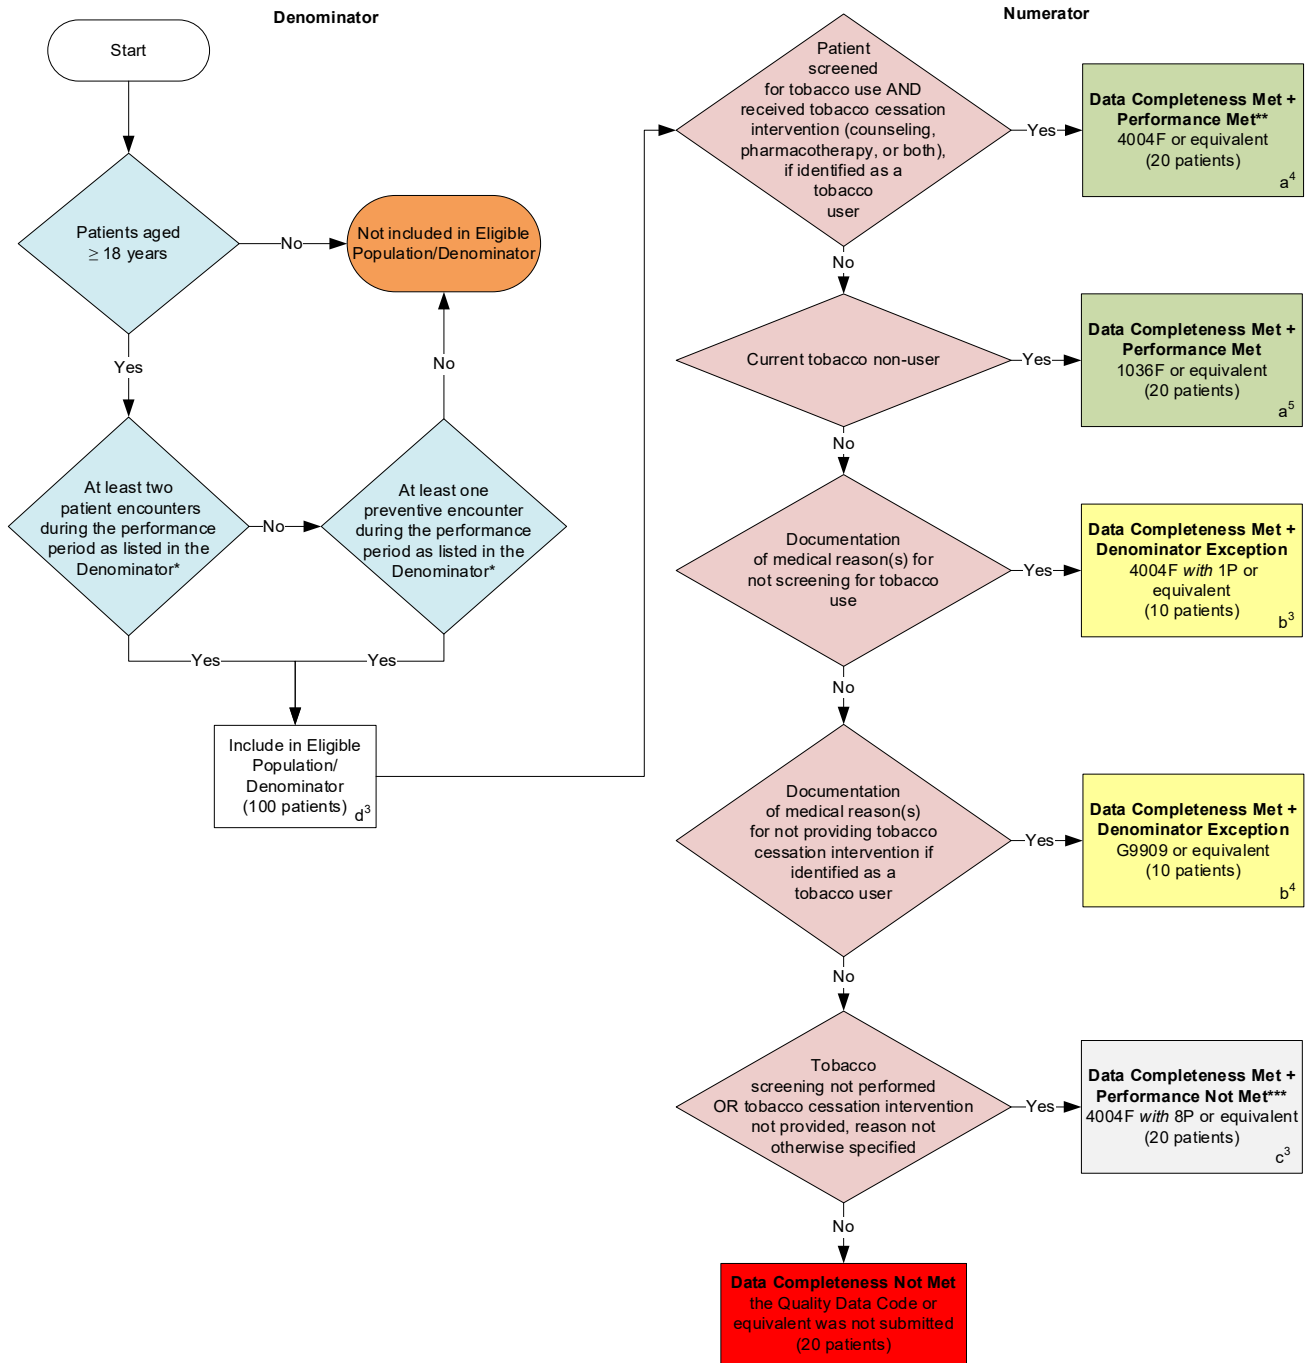 Denominator
Start
Patients aged
≥ 18 years
No
Not included in Eligible
Population/Denominator
Yes
No
At least two
patient encounters
during the performance
period as listed in the
Denominator*
No
At least one
preventive encounter
during the performance
period as listed in the
Denominator*
Yes
Yes
Include in Eligible
Population/
Denominator
(100 patients) d³
Numerator
Patient
screened
for tobacco use AND
received tobacco cessation
intervention (counseling,
pharmacotherapy, or both),
if identified as a
tobacco
user
Yes
Data Completeness Met +
Performance Met**
4004F or equivalent
(20 patients)
a⁴
No
Current tobacco non-user
Yes
Data Completeness Met +
Performance Met
1036F or equivalent
(20 patients)
a⁵
No
Documentation
of medical reason(s) for
not screening for tobacco
use
Yes
Data Completeness Met +
Denominator Exception
4004F with 1P or
equivalent
(10 patients)
b³
No
Documentation
of medical reason(s)
for not providing tobacco
cessation intervention if
identified as a
tobacco user
Yes
Data Completeness Met +
Denominator Exception
G9909 or equivalent
(10 patients)
b⁴
No
Tobacco
screening not performed
OR tobacco cessation intervention
not provided, reason not
otherwise specified
Yes
Data Completeness Met +
Performance Not Met***
4004F with 8P or equivalent
(20 patients)
c³
No
Data Completeness Not Met
the Quality Data Code or
equivalent was not submitted
(20 patients)